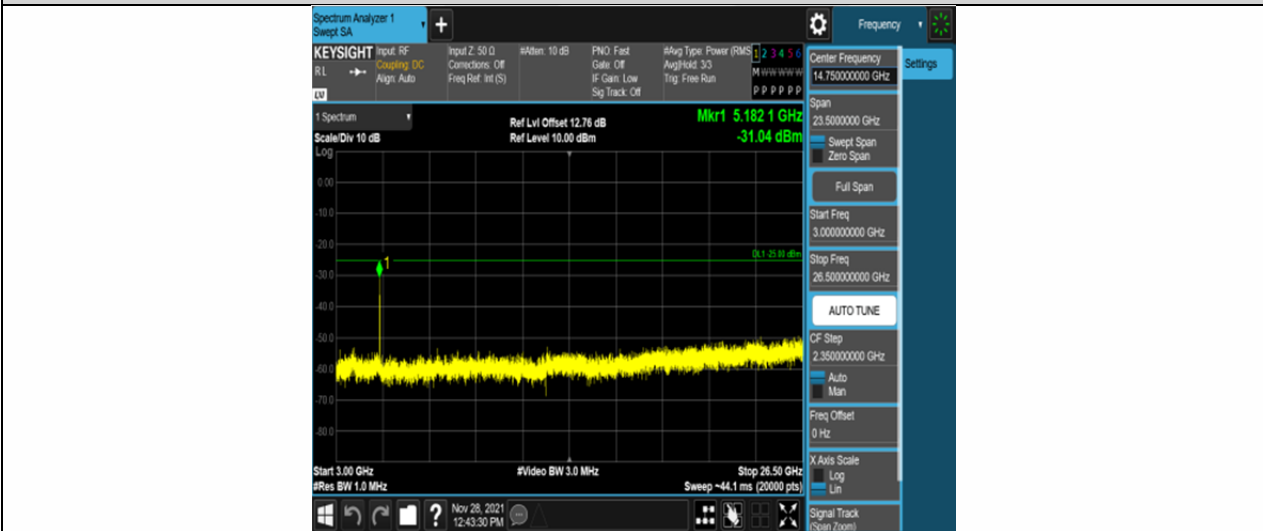 Spectrum Analyzer 1
Swept SA
+
Frequency
KEYSIGHT
RL
LXI
Input: RF
Coupling: DC
Align: Auto
Input Z: 50 Ω
Corrections: Off
Freq Ref: Int (S)
#Atten: 10 dB
PNO: Fast
Gate: Off
IF Gain: Low
Sig Track: Off
#Avg Type: Power (RMS
Avg|Hold: 3/3
Trig: Free Run
1 2 3 4 5 6
M W W W W W
P P P P P P
1 Spectrum
Scale/Div 10 dB
Log
Ref Lvl Offset 12.76 dB
Ref Level 10.00 dBm
Mkr1 5.182 1 GHz
-31.04 dBm
0.00
-10.0
-20.0
DL1 -25.00 dBm
1
-30.0
-40.0
-50.0
-60.0
-70.0
-80.0
Start 3.00 GHz
#Res BW 1.0 MHz
#Video BW 3.0 MHz
Stop 26.50 GHz
Sweep ~44.1 ms (20000 pts)
?
Nov 28, 2021
12:43:30 PM
Center Frequency
14.750000000 GHz
Settings
Span
23.5000000 GHz
Swept Span
Zero Span
Full Span
Start Freq
3.000000000 GHz
Stop Freq
26.500000000 GHz
AUTO TUNE
CF Step
2.350000000 GHz
Auto
Man
Freq Offset
0 Hz
X Axis Scale
Log
Lin
Signal Track
(Span Zoom)